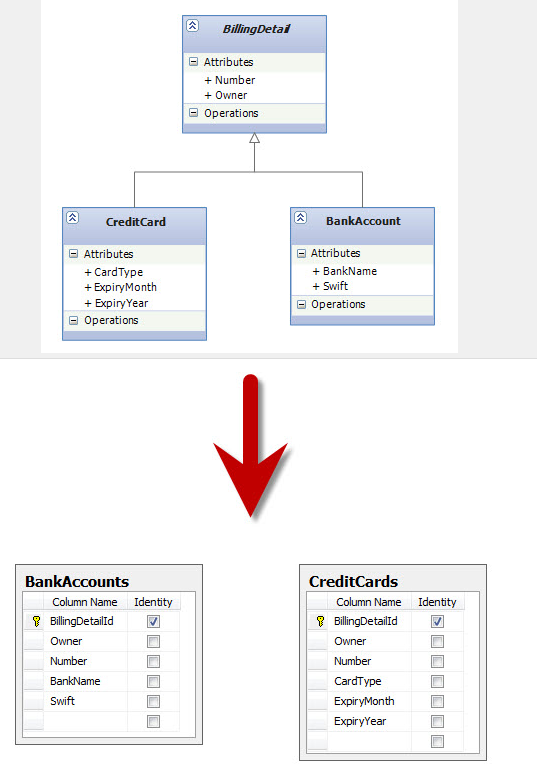 BillingDetail
Attributes
+ Number
+ Owner
Operations
CreditCard
Attributes
+ CardType
+ ExpiryMonth
+ ExpiryYear
Operations
BankAccount
Attributes
+ BankName
+ Swift
Operations
BankAccounts
Column Name Identity
BillingDetailId
Owner
Number
BankName
Swift
CreditCards
Column Name Identity
BillingDetailId
Owner
Number
CardType
ExpiryMonth
ExpiryYear